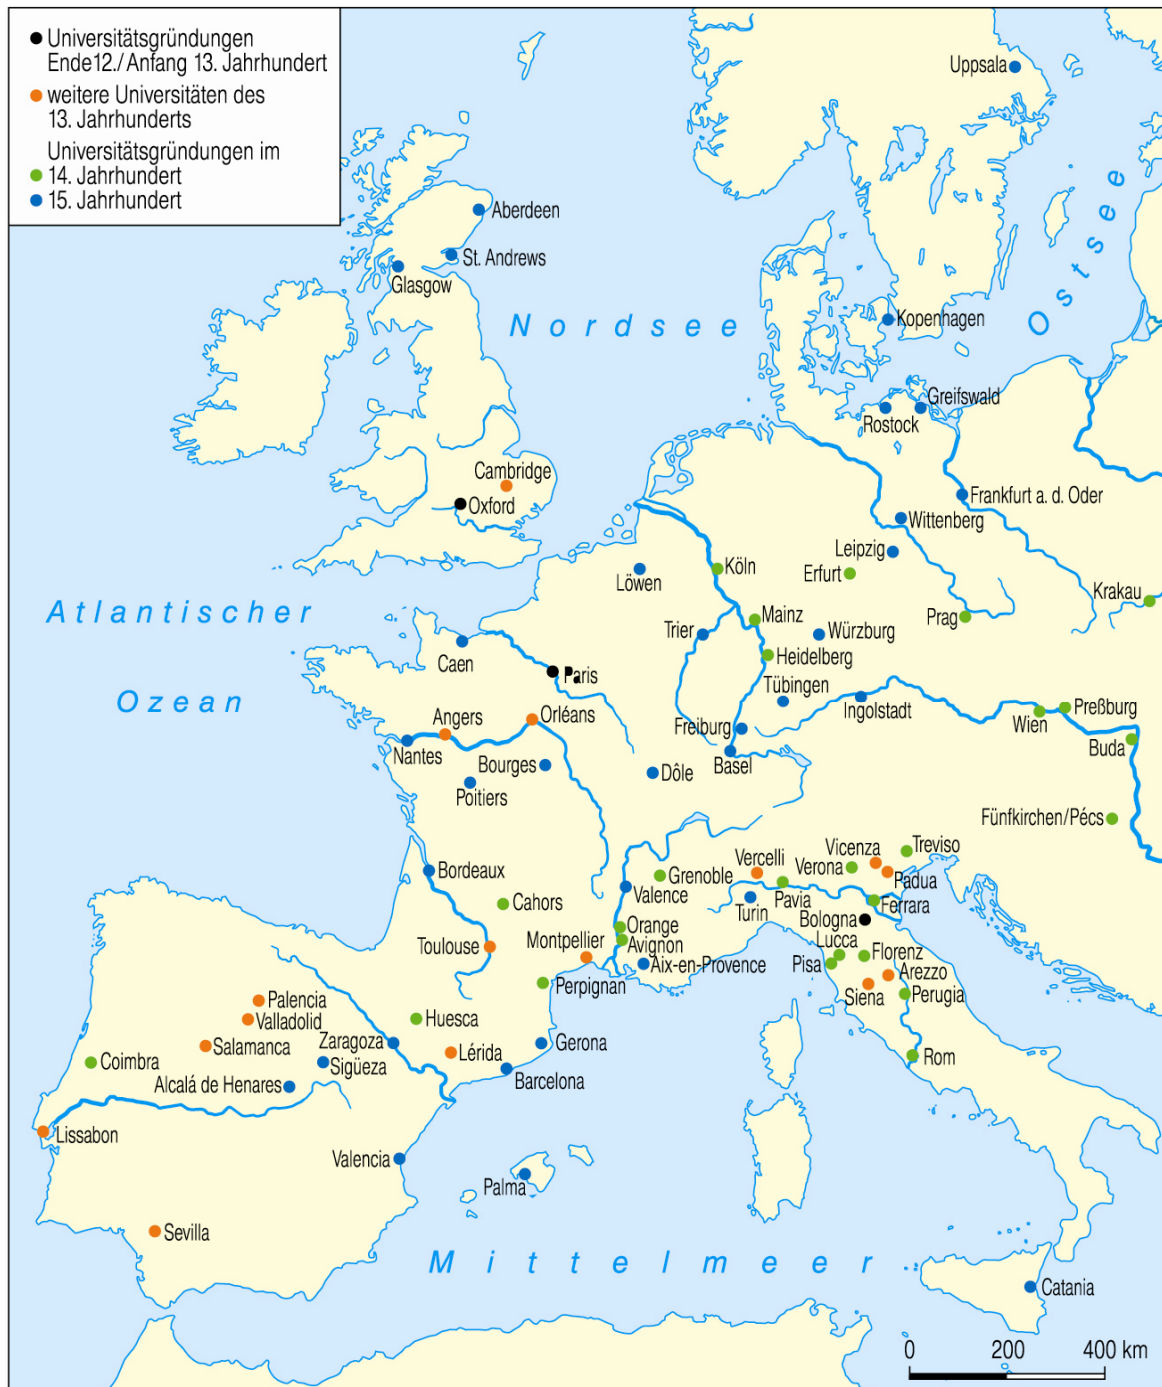 Universitätsgründungen
Ende 12./Anfang 13. Jahrhundert
weitere Universitäten des
13. Jahrhunderts
Universitätsgründungen im
14. Jahrhundert
15. Jahrhundert
Uppsala
Aberdeen
St. Andrews
Glasgow
Nordsee
Ostsee
Kopenhagen
Greifswald
Rostock
Cambridge
Oxford
Frankfurt a. d. Oder
Wittenberg
Leipzig
Löwen
Köln
Erfurt
Krakau
Atlantischer
Ozean
Mainz
Prag
Trier
Würzburg
Caen
Heidelberg
Paris
Tübingen
Ingolstadt
Angers
Orléans
Freiburg
Wien
Preßburg
Nantes
Buda
Bourges
Basel
Dôle
Poitiers
Fünfkirchen/Pécs
Vercelli
Vicenza
Treviso
Verona
Bordeaux
Grenoble
Padua
Valence
Pavia
Cahors
Turin
Ferrara
Bologna
Orange
Avignon
Toulouse
Montpellier
Lucca
Florenz
Aix-en-Provence
Pisa
Arezzo
Perpignan
Siena
Perugia
Palencia
Valladolid
Huesca
Salamanca
Zaragoza
Lérida
Gerona
Coimbra
Sigüeza
Rom
Alcalá de Henares
Barcelona
Lissabon
Valencia
Palma
Sevilla
Mittelmeer
Catania
0 200 400 km